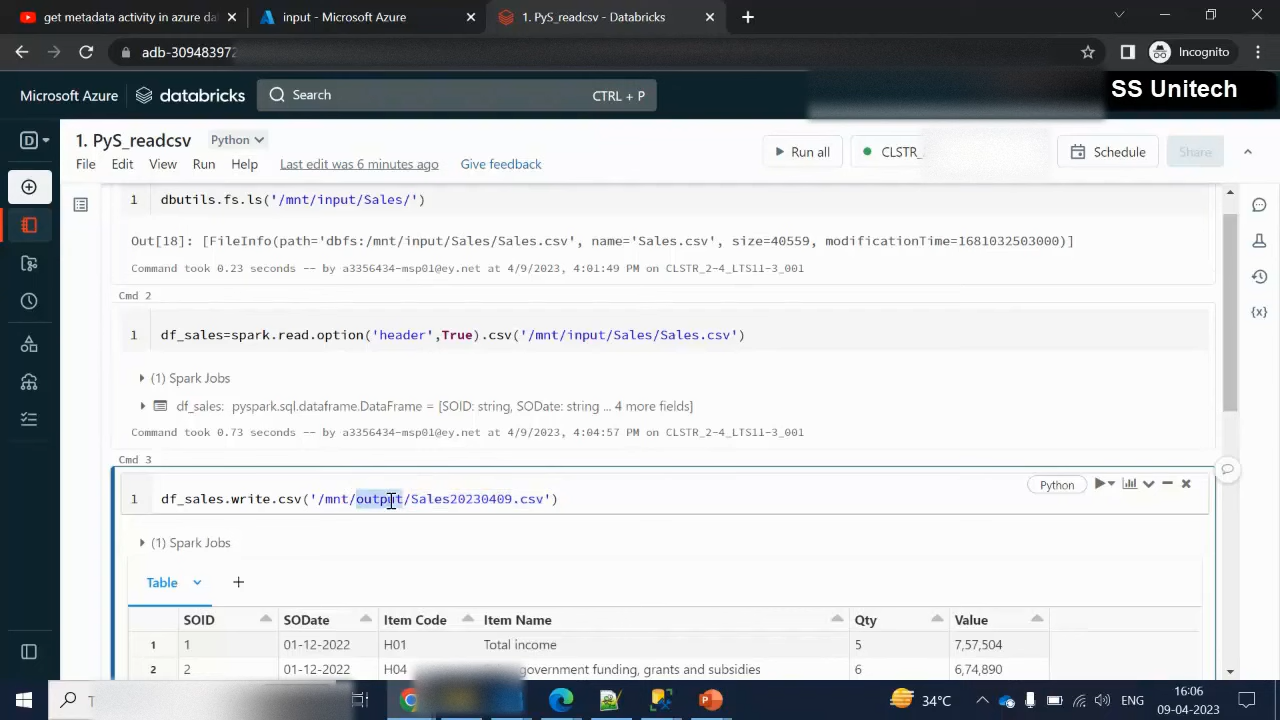 get metadata activity in azure da
input - Microsoft Azure
1. PyS_readcsv - Databricks
adb-309483972
Incognito
Microsoft Azure
databricks
Search
CTRL + P
SS Unitech
D
1. PyS_readcsv
Python
Run all
CLSTR_
Schedule
Share
File Edit View Run Help Last edit was 6 minutes ago Give feedback
1 dbutils.fs.ls('/mnt/input/Sales/')
Out[18]: [FileInfo(path='dbfs:/mnt/input/Sales/Sales.csv', name='Sales.csv', size=40559, modificationTime=1681032503000)]
Command took 0.23 seconds -- by a3356434-msp01@ey.net at 4/9/2023, 4:01:49 PM on CLSTR_2-4_LTS11-3_001
Cmd 2
1 df_sales=spark.read.option('header',True).csv('/mnt/input/Sales/Sales.csv')
(1) Spark Jobs
df_sales: pyspark.sql.dataframe.DataFrame = [SOID: string, SODate: string ... 4 more fields]
Command took 0.73 seconds -- by a3356434-msp01@ey.net at 4/9/2023, 4:04:57 PM on CLSTR_2-4_LTS11-3_001
Cmd 3
Python
1 df_sales.write.csv('/mnt/output/Sales20230409.csv')
(1) Spark Jobs
Table
SOID SODate Item Code Item Name Qty Value
1 1 01-12-2022 H01 Total income 5 7,57,504
2 2 01-12-2022 H04 government funding, grants and subsidies 6 6,74,890
T
34°C
ENG
16:06
09-04-2023